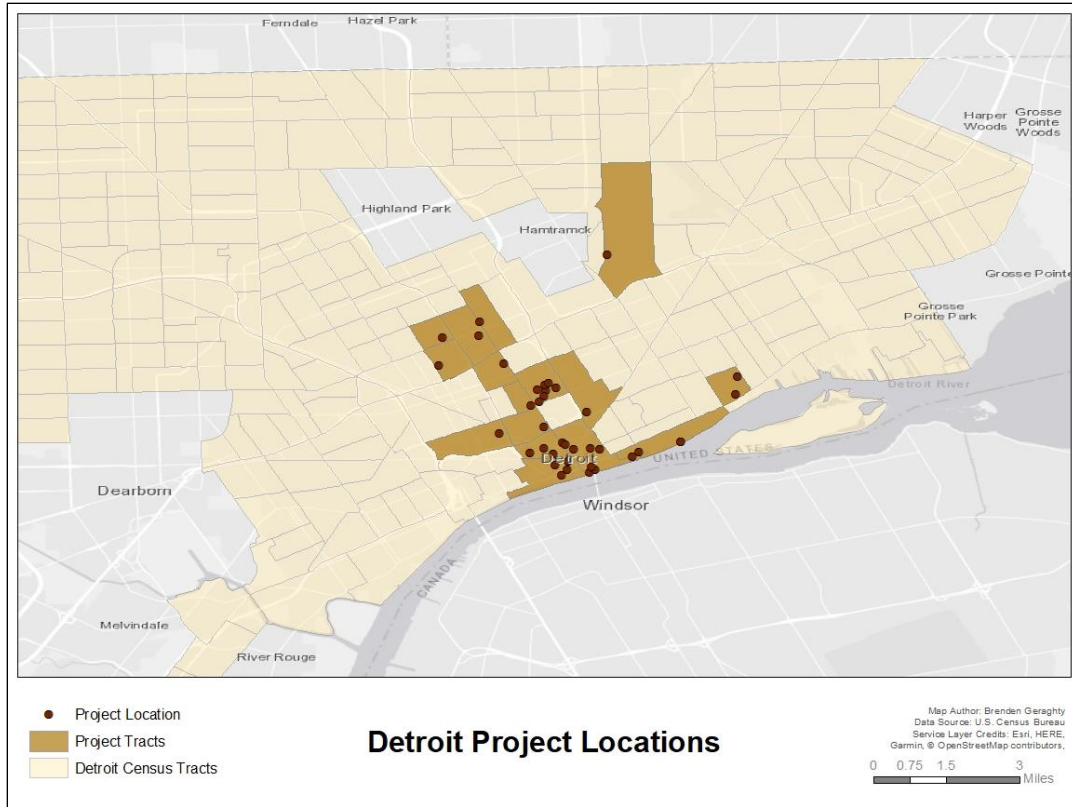 Ferndale
Hazel Park
Harper
Woods
Grosse
Pointe
Woods
Highland Park
Hamtramck
Grosse Pointe
Grosse
Pointe Park
Detroit River
UNITED STATES
Detroit
Dearborn
Windsor
CANADA
Melvindale
River Rouge
Project Location
Project Tracts
Detroit Census Tracts
Detroit Project Locations
Map Author: Brenden Geraghty
Data Source: U.S. Census Bureau
Service Layer Credits: Esri, HERE,
Garmin, © OpenStreetMap contributors,
0 0.75 1.5 3
Miles